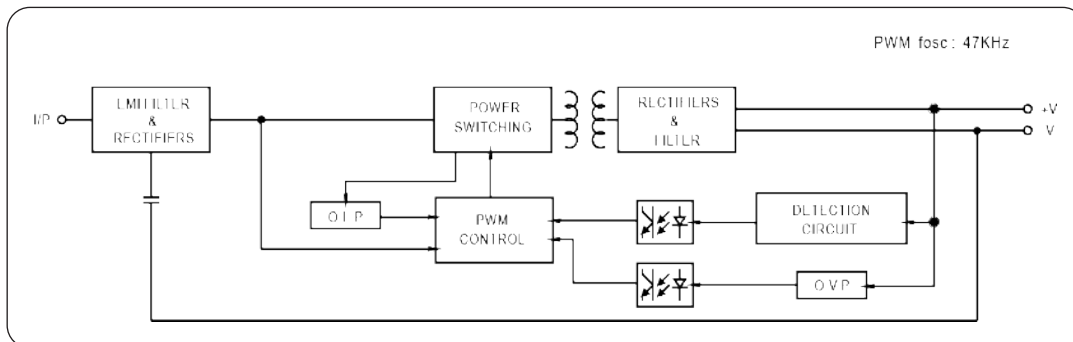 PWM fosc : 47KHz
I/P
EMI FILTER
&
RECTIFIERS
POWER
SWITCHING
RECTIFIERS
&
FILTER
+V
-V
O.L.P.
PWM
CONTROL
DETECTION
CIRCUIT
O.V.P.